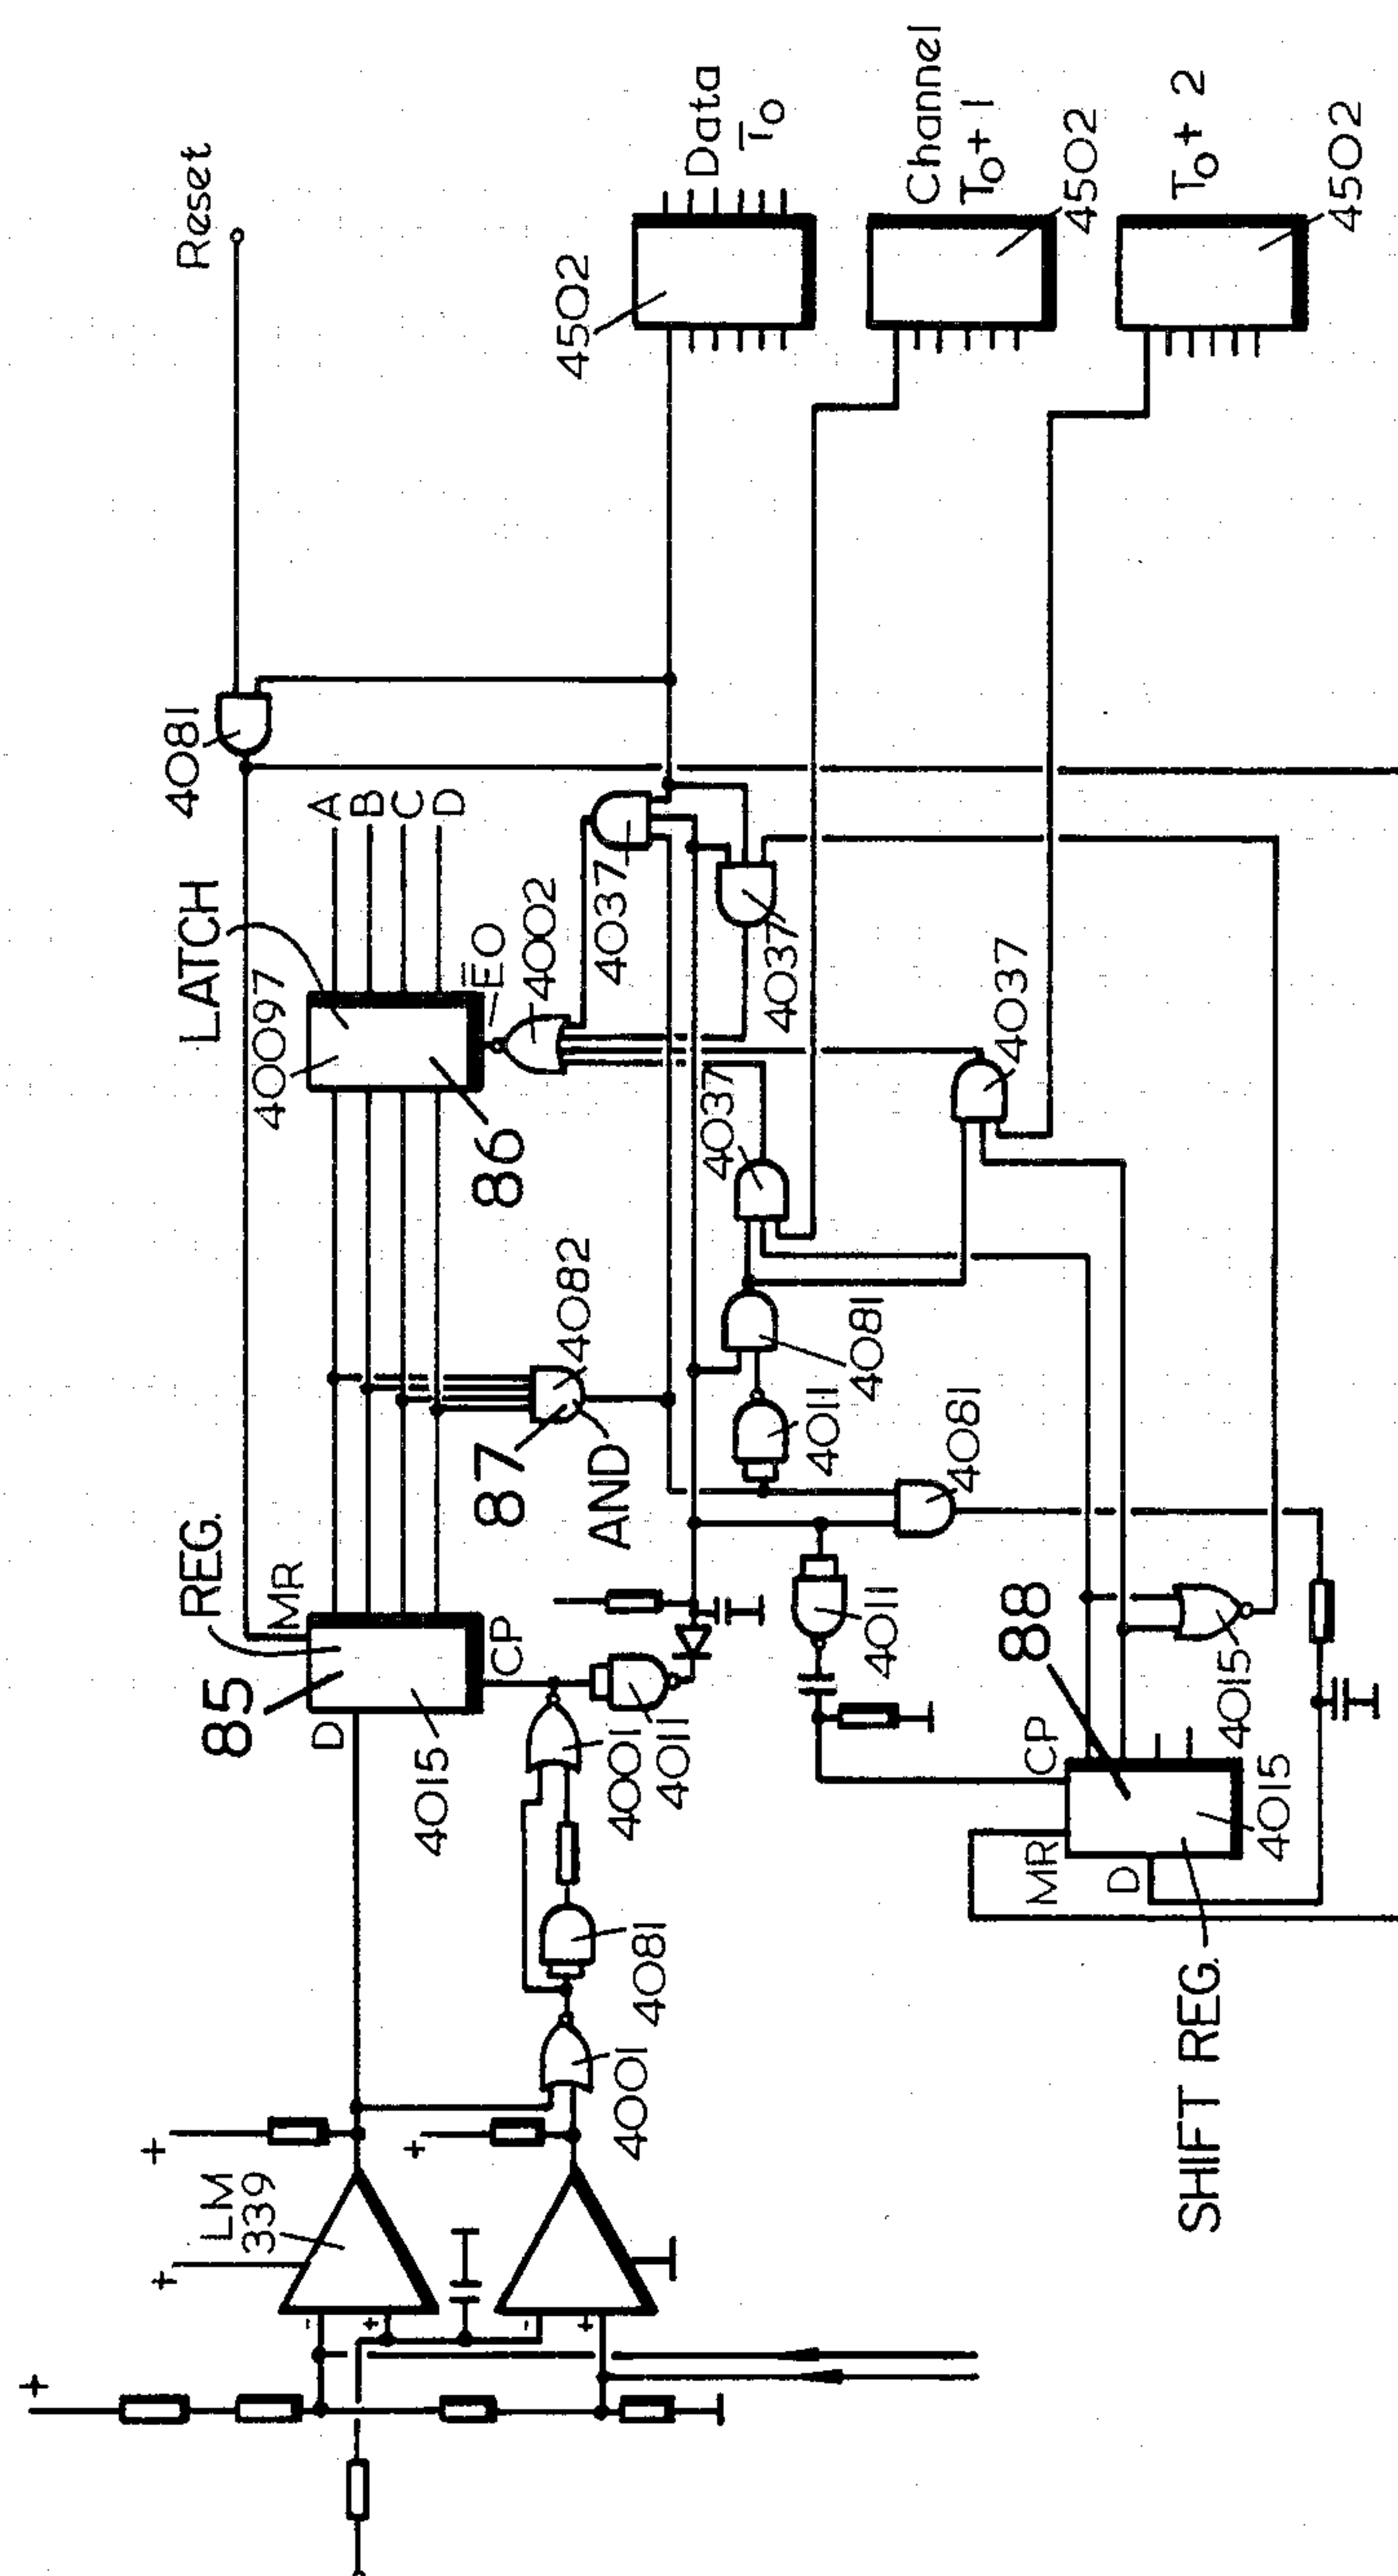 Reset
4081
LATCH
40097
A
B
C
D
REG.
MR
85
D
4015
CP
+
+
+
LM
339
-
+
-
+
+
86
ĒO
4002
4037
87
4082
AND
4502
Data
T̅o
4001
4011
4081
4001
4037
4037
4037
4081
4011
4081
4011
Channel
To+1
4502
88
CP
MR
D
4015
4015
SHIFT REG.
To+2
4502